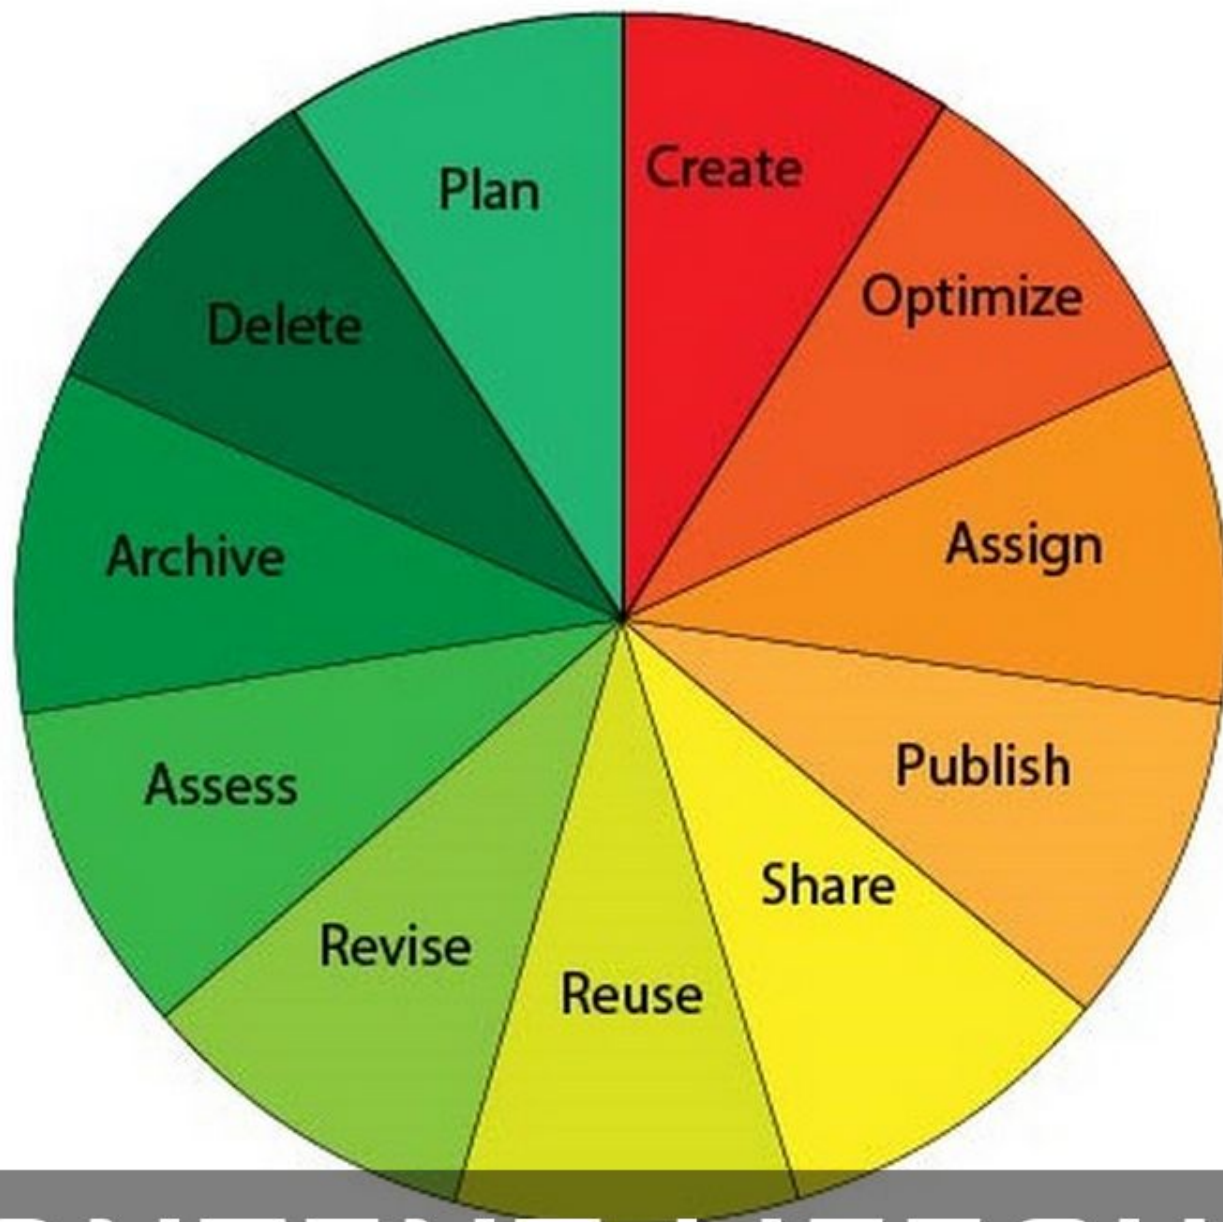 Plan
Create
Optimize
Assign
Publish
Share
Reuse
Revise
Assess
Archive
Delete